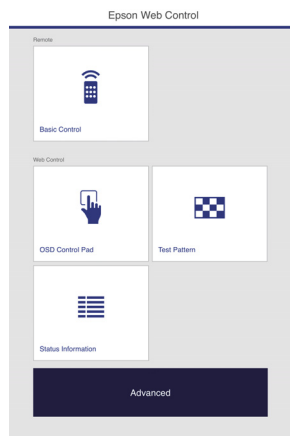 Epson Web Control
Remote
Basic Control
Web Control
OSD Control Pad
Test Pattern
Status Information
Advanced